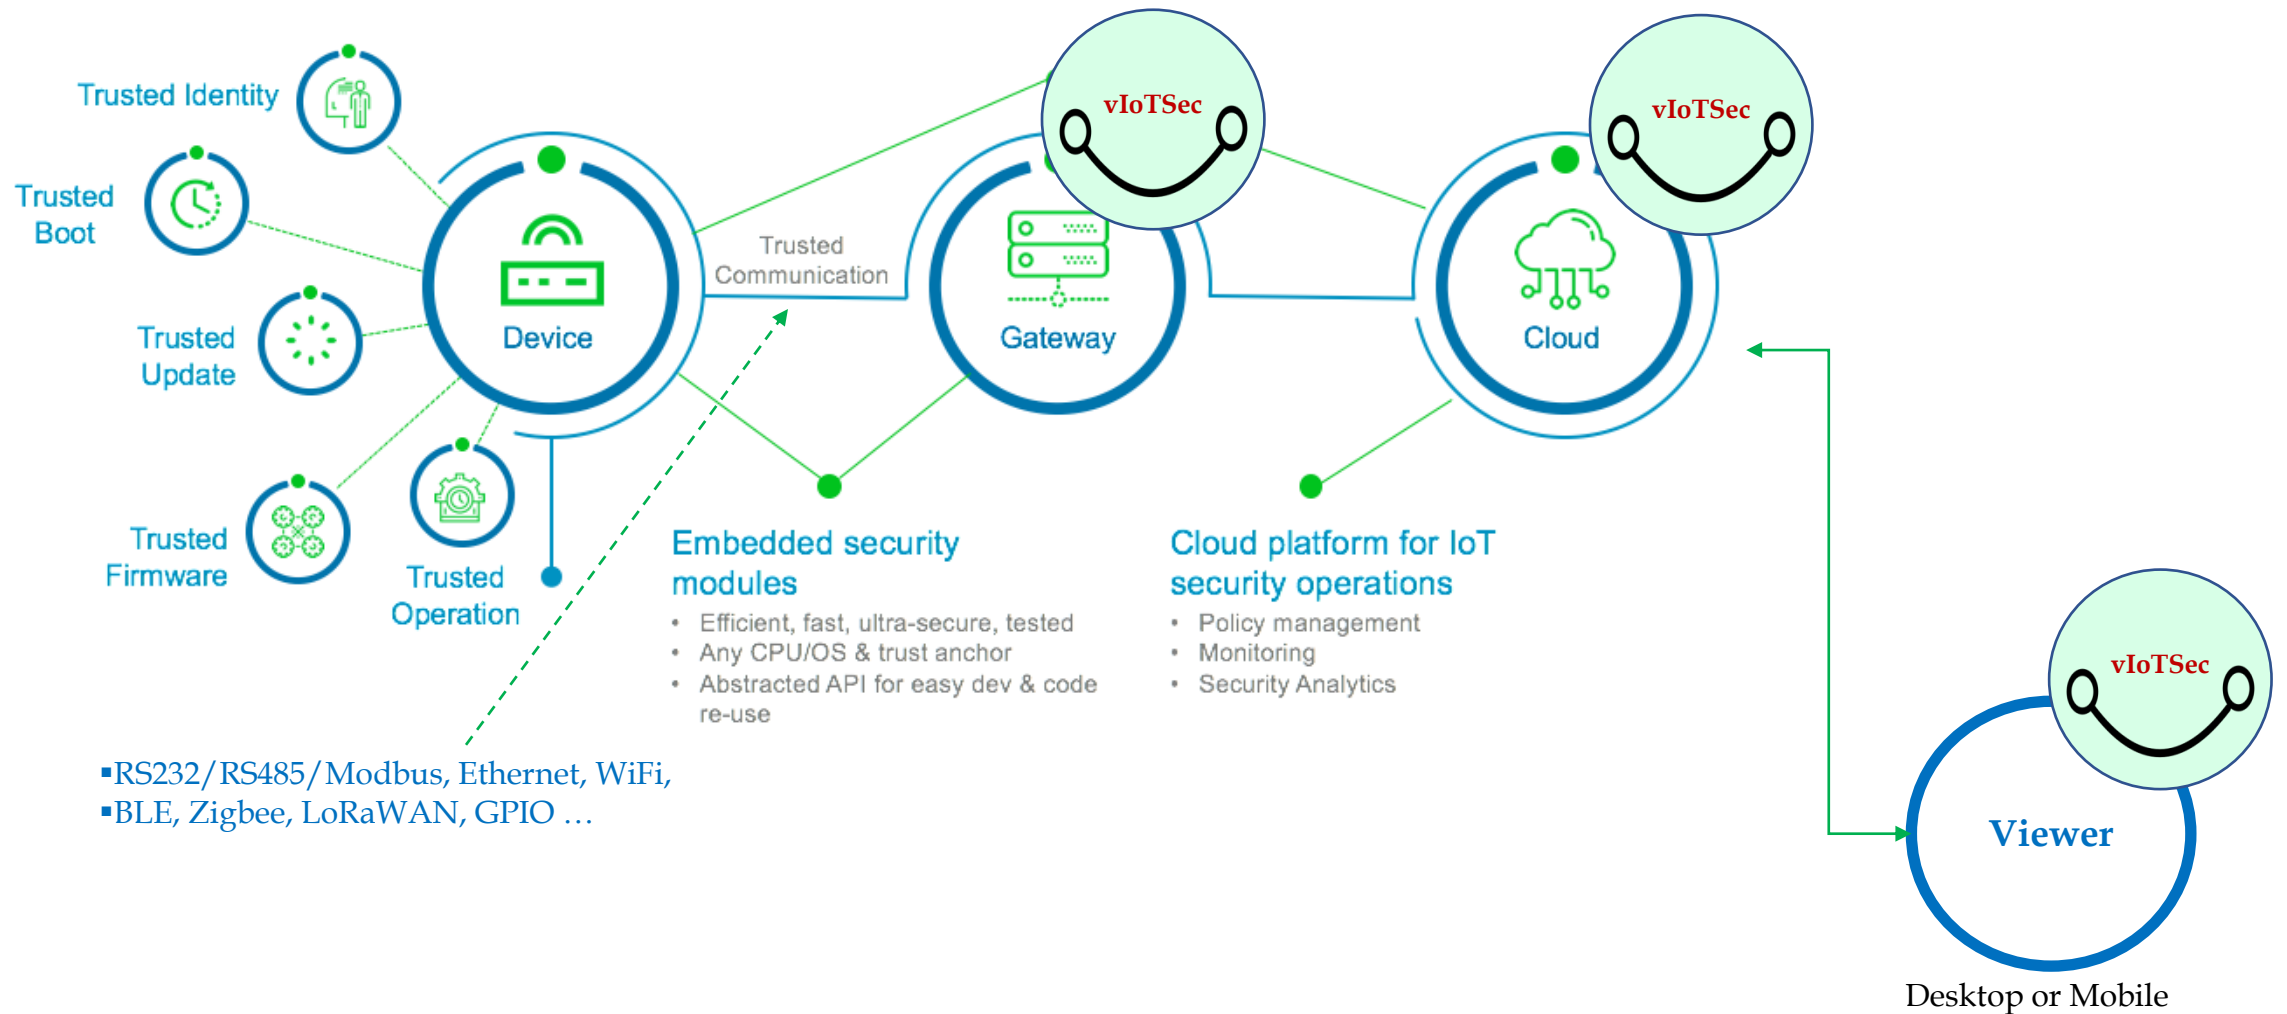 Trusted Identity
Trusted
Boot
Trusted
Update
Trusted
Firmware
Trusted
Operation
Device
Trusted
Communication
vIoTSec
Gateway
vIoTSec
Cloud
Embedded security
modules
• Efficient, fast, ultra-secure, tested
• Any CPU/OS & trust anchor
• Abstracted API for easy dev & code
re-use
Cloud platform for IoT
security operations
• Policy management
• Monitoring
• Security Analytics
▪RS232/RS485/Modbus, Ethernet, WiFi,
▪BLE, Zigbee, LoRaWAN, GPIO …
vIoTSec
Viewer
Desktop or Mobile